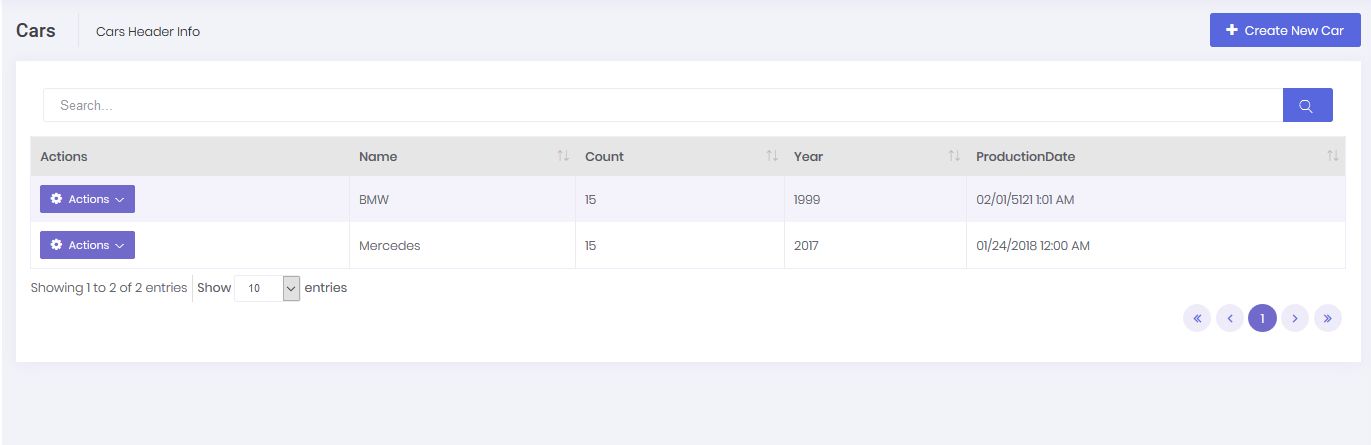 Cars Cars Header Info + Create New Car
Search...
Actions Name Count Year ProductionDate
Actions BMW 15 1999 02/01/5121 1:01 AM
Actions Mercedes 15 2017 01/24/2018 12:00 AM
Showing 1 to 2 of 2 entries Show 10 entries
« ‹ 1 › »